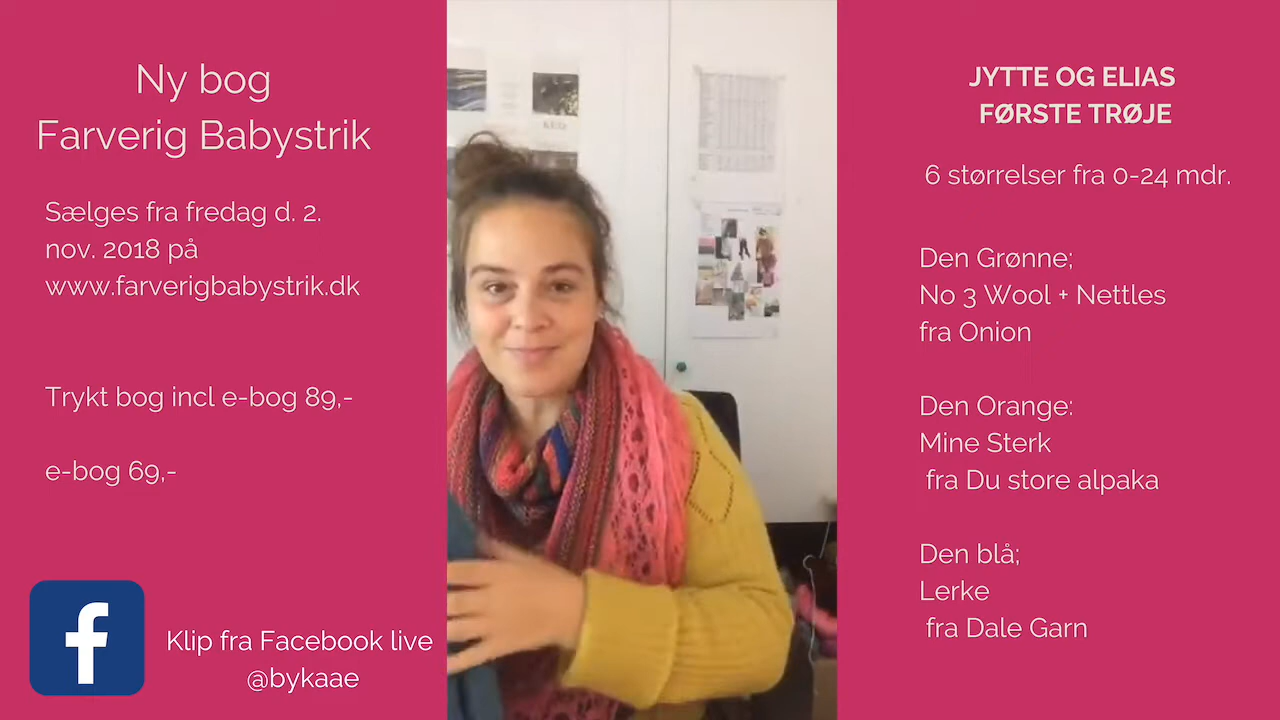 Ny bog
Farverig Babystrik
Sælges fra fredag d. 2.
nov. 2018 på
www.farverigbabystrik.dk
Trykt bog incl e-bog 89,-
e-bog 69,-
Klip fra Facebook live
@bykaae
JYTTE OG ELIAS
FØRSTE TRØJE
6 størrelser fra 0-24 mdr.
Den Grønne;
No 3 Wool + Nettles
fra Onion
Den Orange:
Mine Sterk
fra Du store alpaka
Den blå;
Lerke
fra Dale Garn